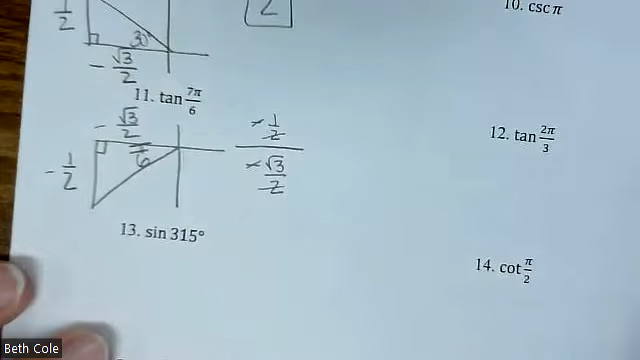 1/2
30°
2
10. csc π
- √3/2
11. tan 7π/6
- √3/2
π/6
- 1/2
- 1/2
- √3/2
12. tan 2π/3
13. sin 315°
14. cot π/2
Beth Cole